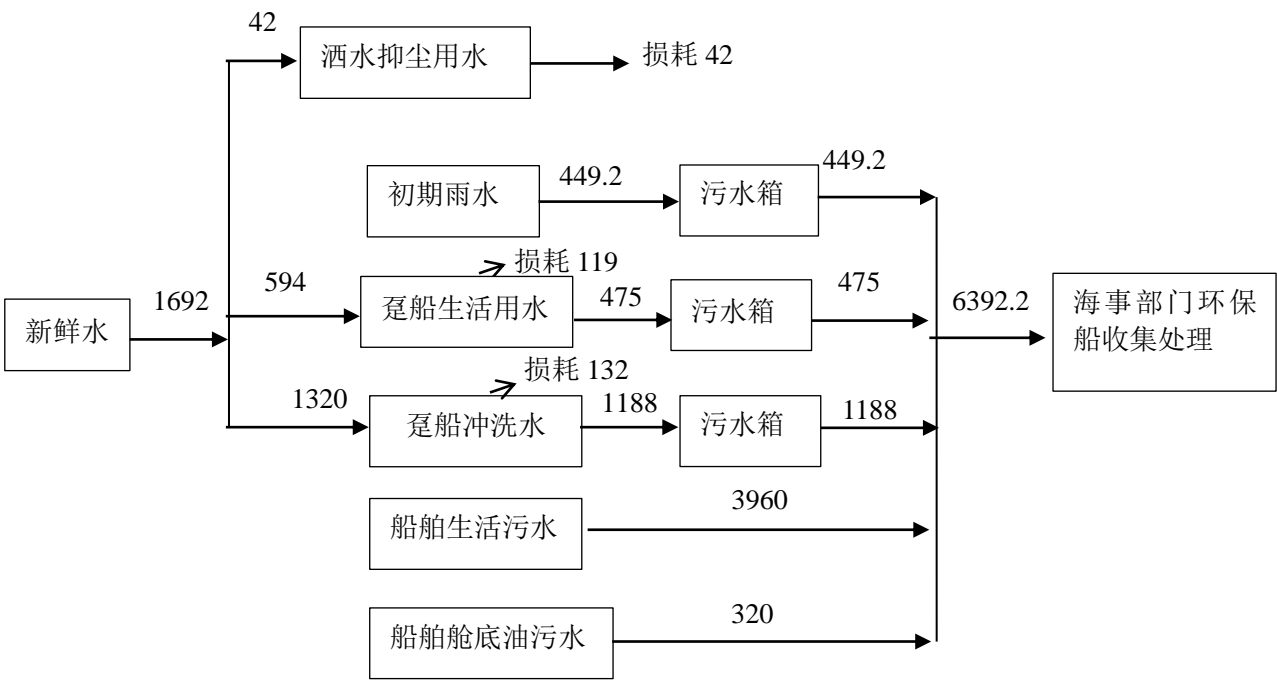 42
洒水抑尘用水
损耗 42
初期雨水
449.2
污水箱
449.2
损耗 119
新鲜水
1692
594
趸船生活用水
475
污水箱
475
6392.2
海事部门环保
船收集处理
损耗 132
1320
趸船冲洗水
1188
污水箱
1188
船舶生活污水
3960
船舶舱底油污水
320